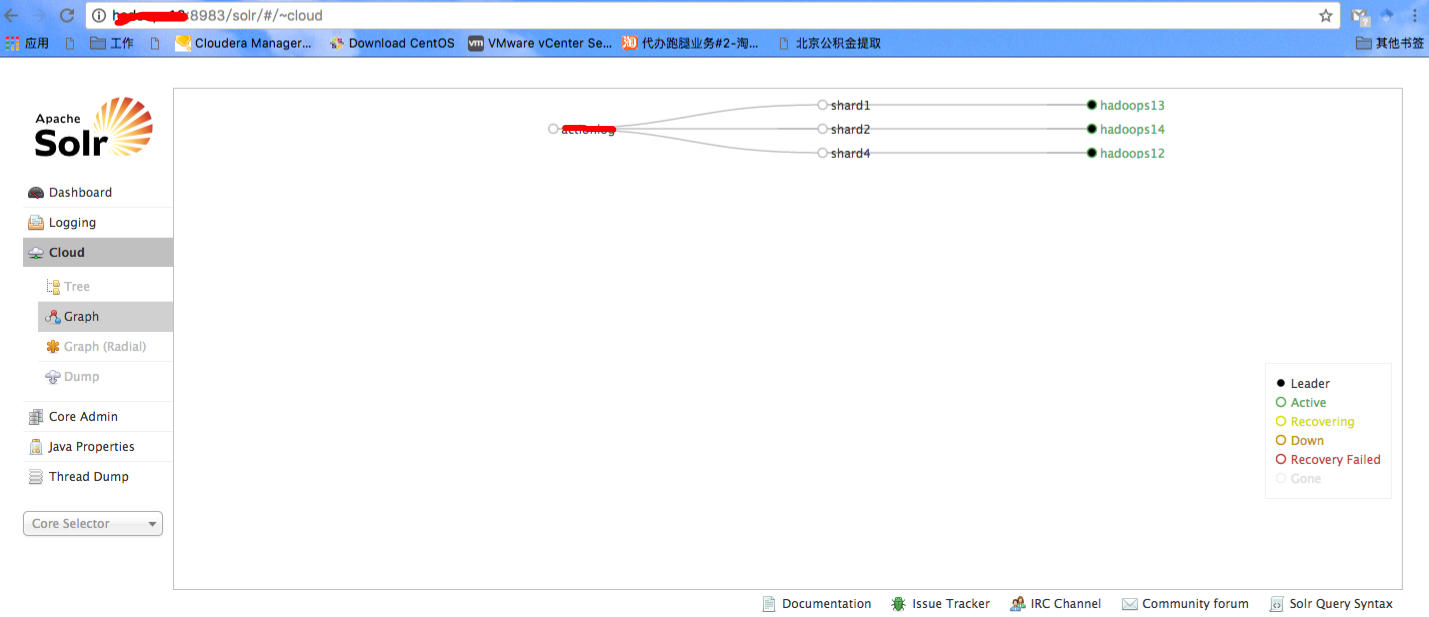 :8983/solr/#/~cloud
应用 工作 Cloudera Manager... Download CentOS vm VMware vCenter Se... 淘 代办跑腿业务#2-淘... 北京公积金提取 其他书签
Apache
Solr
Dashboard
Logging
Cloud
Tree
Graph
Graph (Radial)
Dump
Core Admin
Java Properties
Thread Dump
Core Selector
shard1 hadoops13
shard2 hadoops14
shard4 hadoops12
Leader
Active
Recovering
Down
Recovery Failed
Gone
Documentation Issue Tracker IRC Channel Community forum Solr Query Syntax